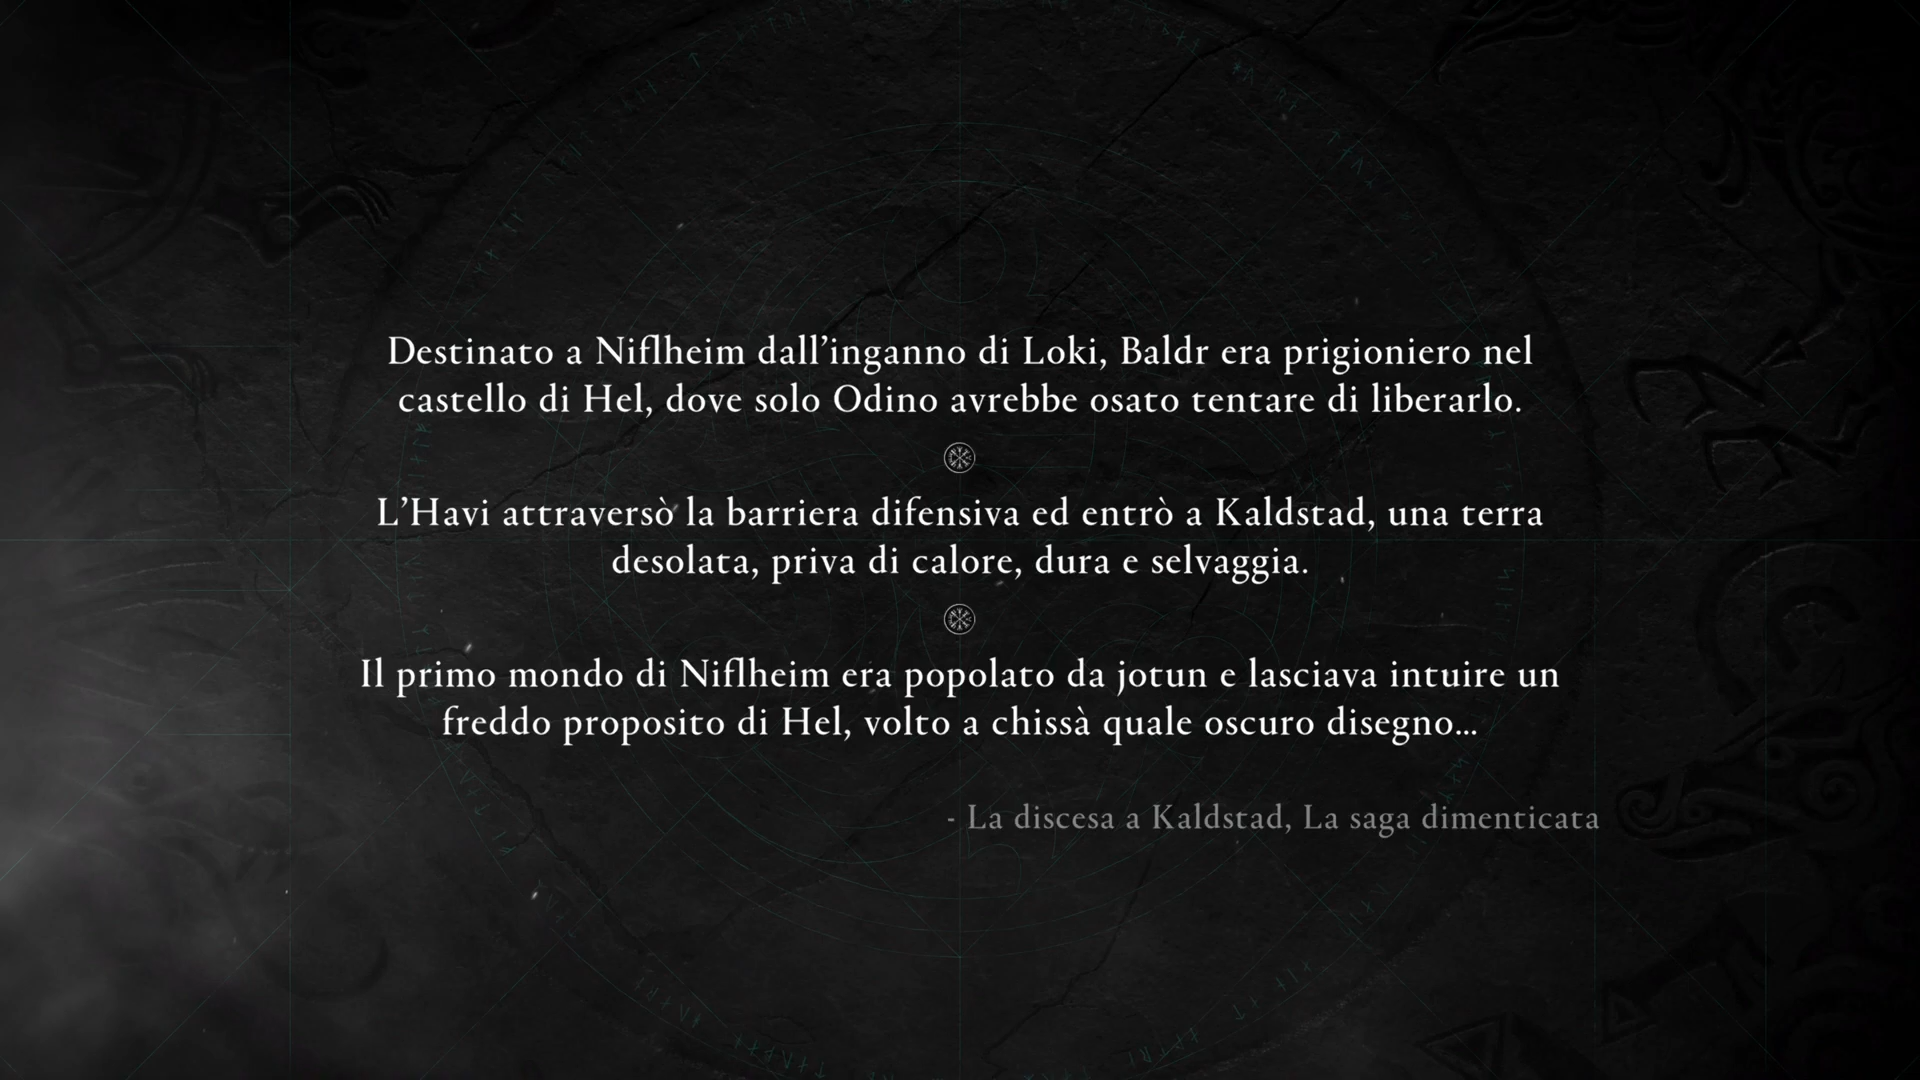 Destinato a Niflheim dall’inganno di Loki, Baldr era prigioniero nel
castello di Hel, dove solo Odino avrebbe osato tentare di liberarlo.
L’Havi attraversò la barriera difensiva ed entrò a Kaldstad, una terra
desolata, priva di calore, dura e selvaggia.
Il primo mondo di Niflheim era popolato da jotun e lasciava intuire un
freddo proposito di Hel, volto a chissà quale oscuro disegno...
- La discesa a Kaldstad, La saga dimenticata